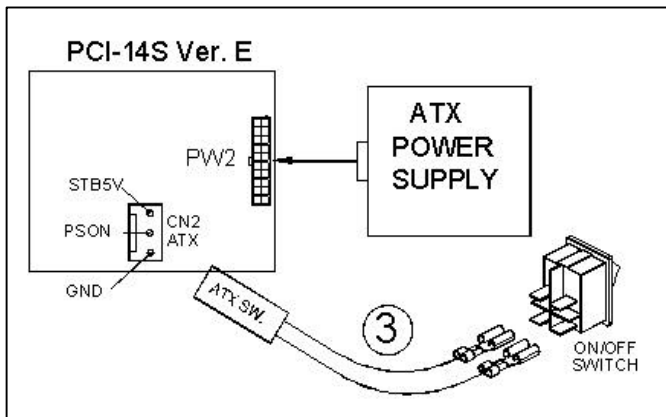 PCI-14S Ver. E
ATX
POWER
SUPPLY
PW2
STB5V
PSON
GND
CN2
ATX
ATX SW.
3
ON/OFF
SWITCH